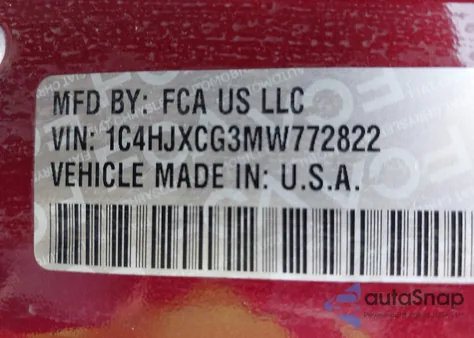 MFD BY: FCA US LLC
VIN: 1C4HJXCG3MW772822
VEHICLE MADE IN: U.S.A.
autoSnap